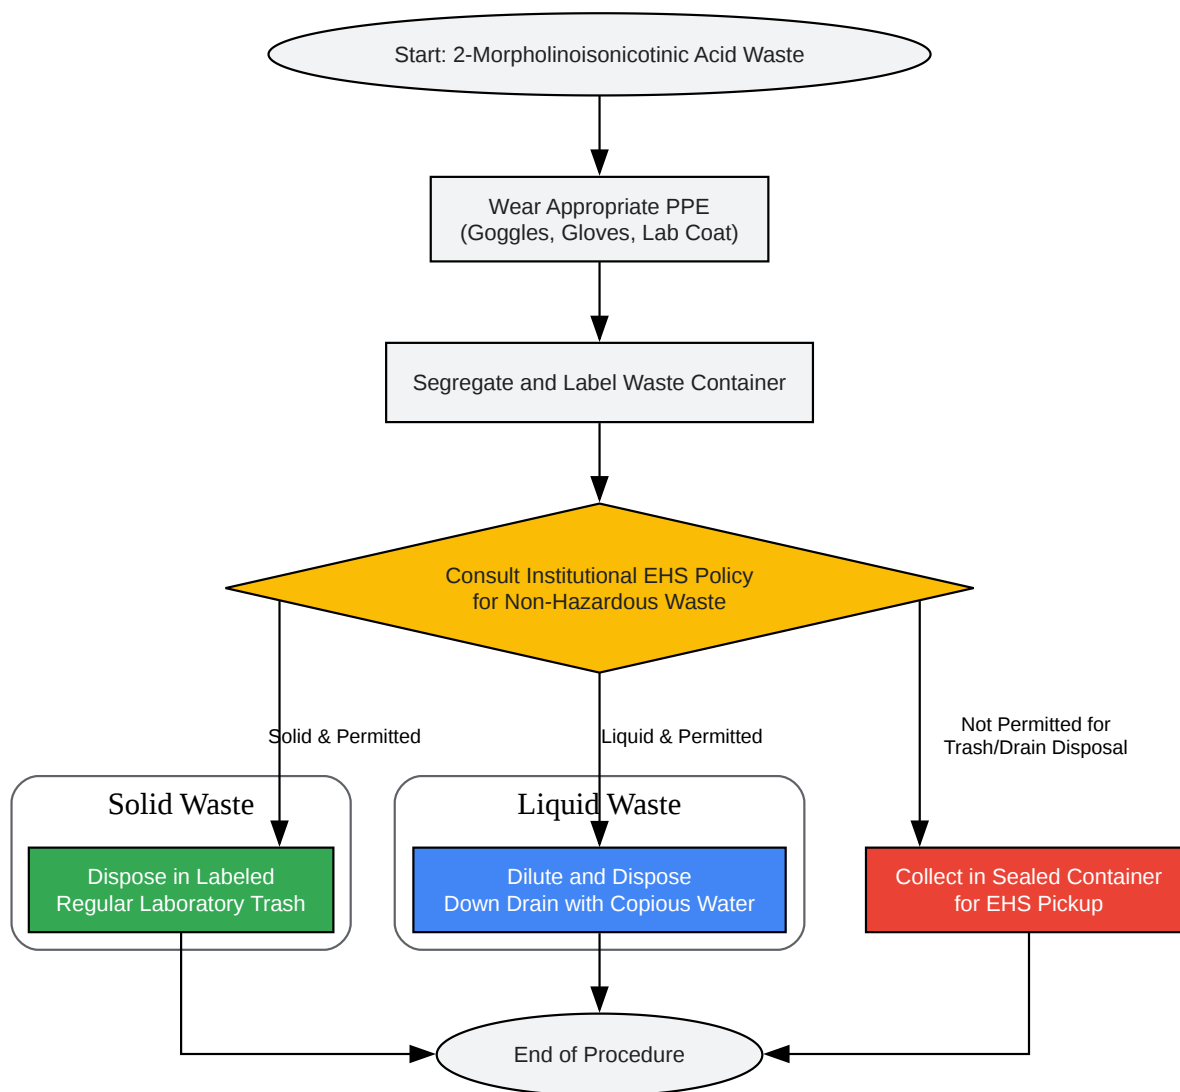 Start: 2-Morpholinoisonicotinic Acid Waste
Wear Appropriate PPE
(Goggles, Gloves, Lab Coat)
Segregate and Label Waste Container
Consult Institutional EHS Policy
for Non-Hazardous Waste
Solid & Permitted
Liquid & Permitted
Not Permitted for
Trash/Drain Disposal
Solid Waste
Liquid Waste
Dispose in Labeled
Regular Laboratory Trash
Dilute and Dispose
Down Drain with Copious Water
Collect in Sealed Container
for EHS Pickup
End of Procedure